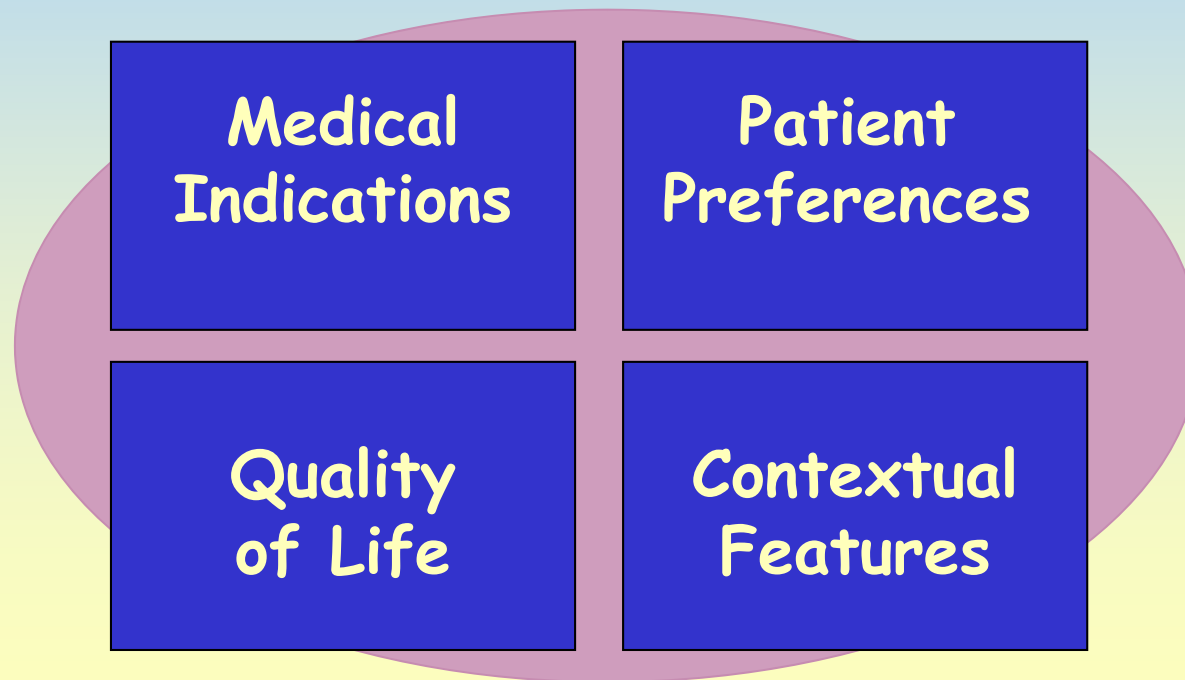 Medical
Indications
Patient
Preferences
Quality
of Life
Contextual
Features